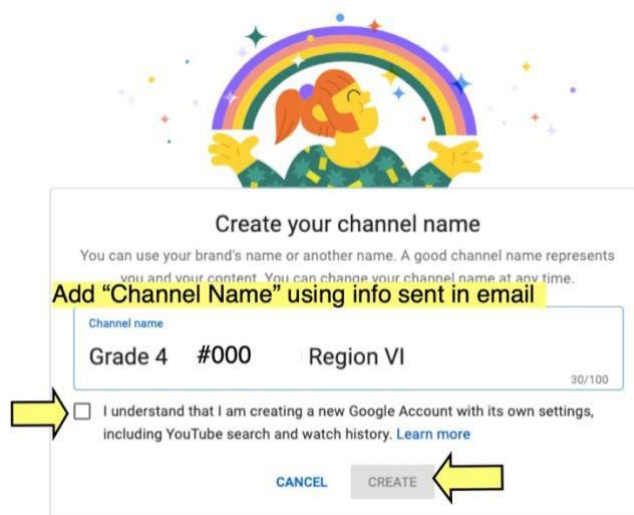 Create your channel name
You can use your brand's name or another name. A good channel name represents
you and your content. You can change your channel name at any time.
Add “Channel Name” using info sent in email
Channel name
Grade 4 #000 Region VI
30/100
I understand that I am creating a new Google Account with its own settings,
including YouTube search and watch history. Learn more
CANCEL CREATE